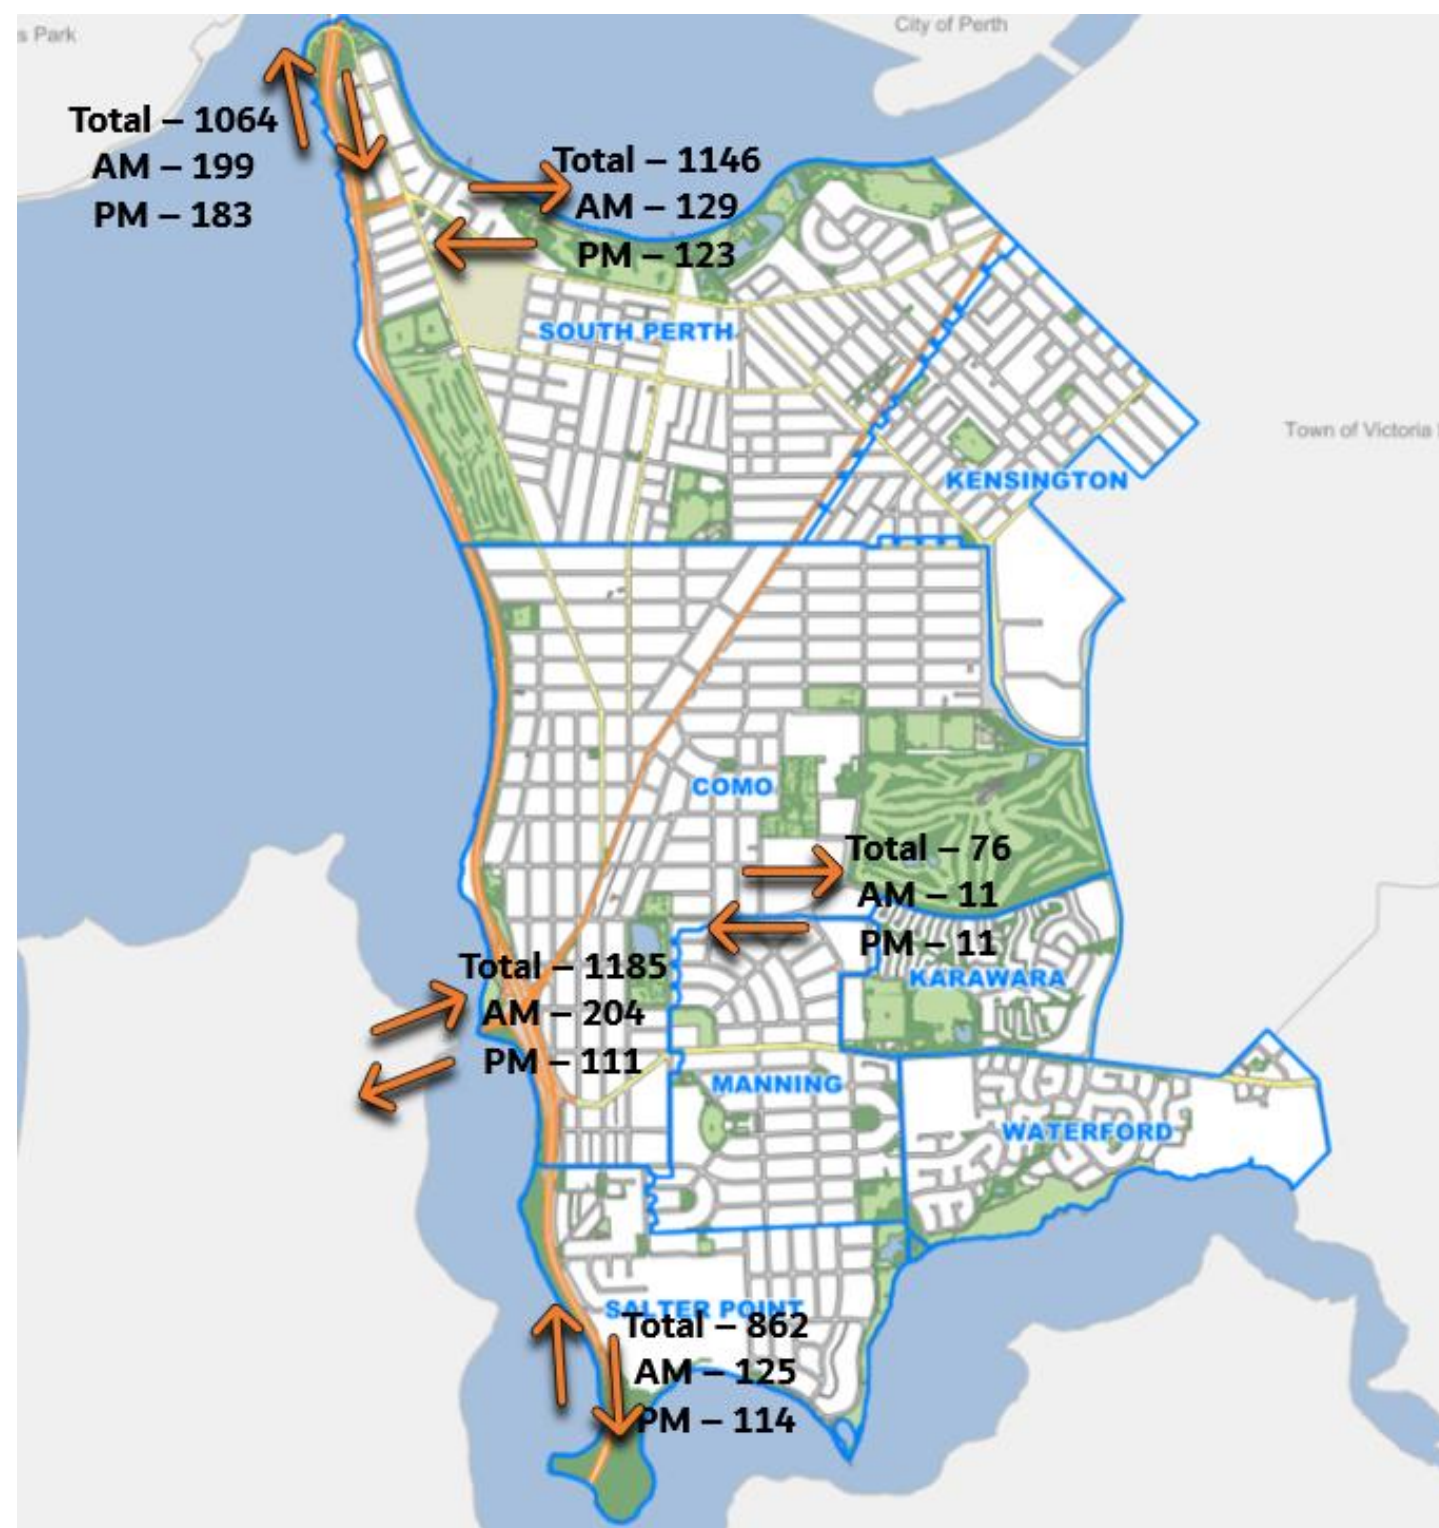 s Park
City of Perth
Total – 1064
AM – 199
PM – 183
Total – 1146
AM – 129
PM – 123
SOUTH PERTH
Town of Victoria
KENSINGTON
COMO
Total – 76
AM – 11
PM – 11
KARAWARA
Total – 1185
AM – 204
PM – 111
MANNING
WATERFORD
SALTER POINT
Total – 862
AM – 125
PM – 114